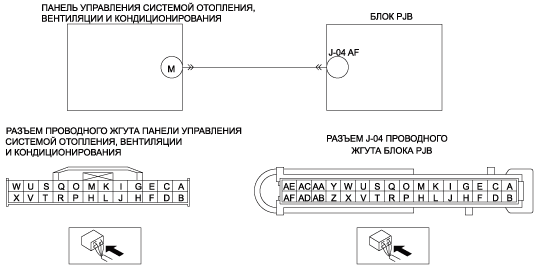 ПАНЕЛЬ УПРАВЛЕНИЯ СИСТЕМОЙ ОТОПЛЕНИЯ,
ВЕНТИЛЯЦИИ И КОНДИЦИОНИРОВАНИЯ
БЛОК PJB
M
J-04 AF
РАЗЪЕМ ПРОВОДНОГО ЖГУТА ПАНЕЛИ УПРАВЛЕНИЯ
СИСТЕМОЙ ОТОПЛЕНИЯ, ВЕНТИЛЯЦИИ
И КОНДИЦИОНИРОВАНИЯ
РАЗЪЕМ J-04 ПРОВОДНОГО
ЖГУТА БЛОКА PJB
W U S Q O M K I G E C A
X V T R P H L J H F D B
AE AC AA Y W U S Q O M K I G E C A
AF AD AB Z X V T R P H L J H F D B